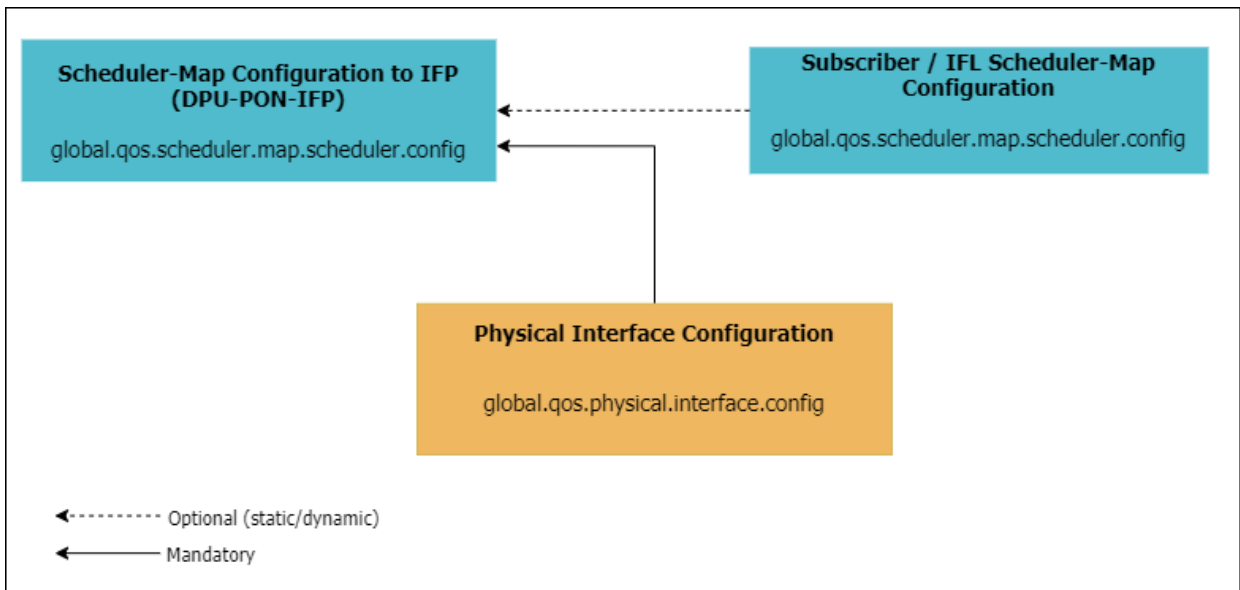 Scheduler-Map Configuration to IFP
(DPU-PON-IFP)
global.qos.scheduler.map.scheduler.config
Subscriber / IFL Scheduler-Map
Configuration
global.qos.scheduler.map.scheduler.config
Physical Interface Configuration
global.qos.physical.interface.config
Optional (static/dynamic)
Mandatory